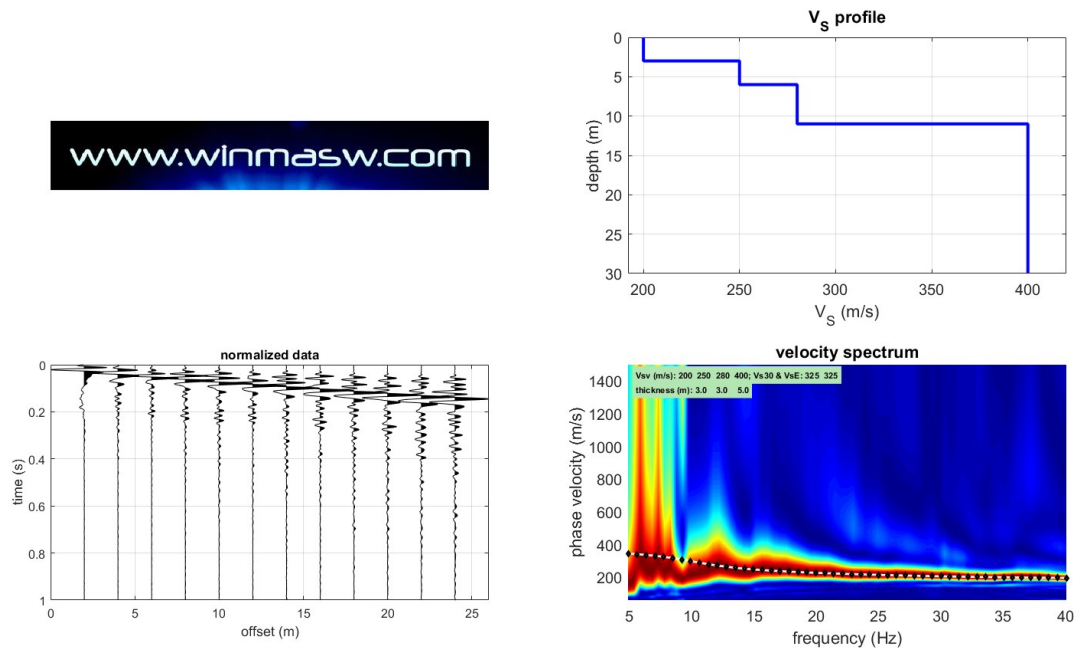 www.winmasw.com
V_S profile
0
5
10
15
20
25
30
depth (m)
200 250 300 350 400
V_S (m/s)
normalized data
0
0.2
0.4
0.6
0.8
1
time (s)
0 5 10 15 20 25
offset (m)
velocity spectrum
Vsv (m/s): 200 250 280 400; Vs30 & VsE: 325 325
thickness (m): 3.0 3.0 5.0
1400
1200
1000
800
600
400
200
phase velocity (m/s)
5 10 15 20 25 30 35 40
frequency (Hz)